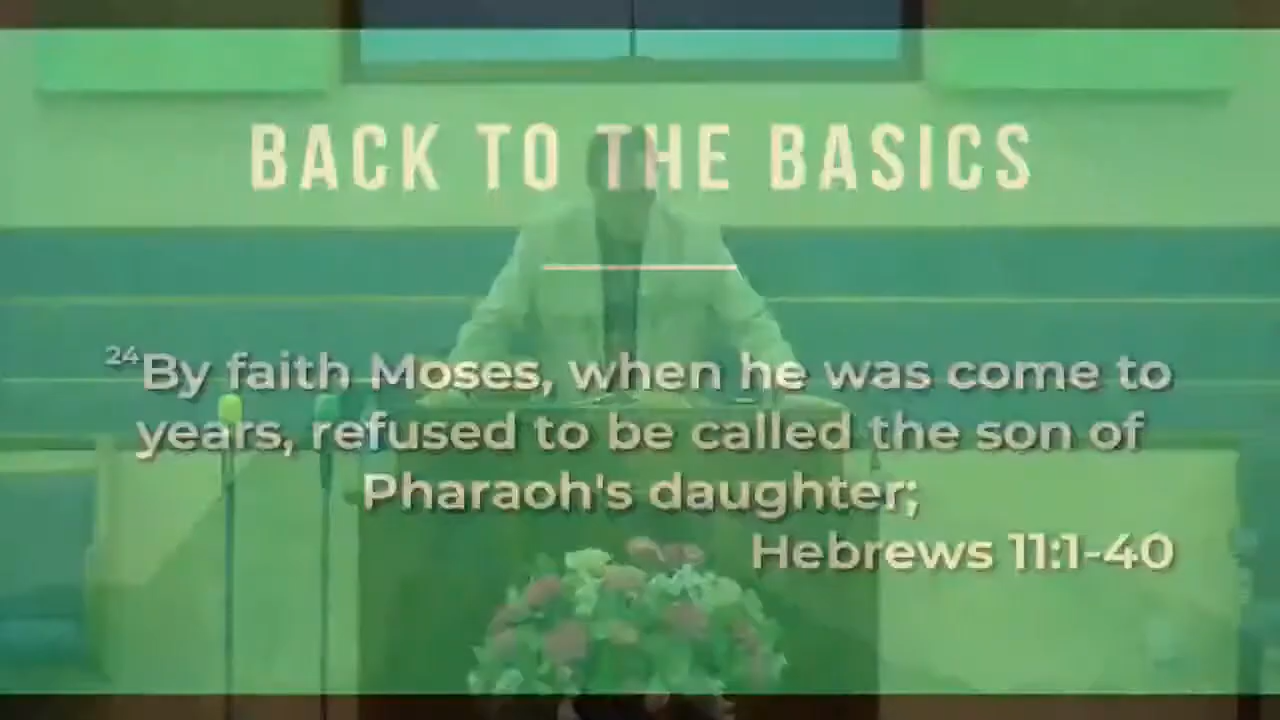 BACK TO THE BASICS
24By faith Moses, when he was come to
years, refused to be called the son of
Pharaoh's daughter;
Hebrews 11:1-40